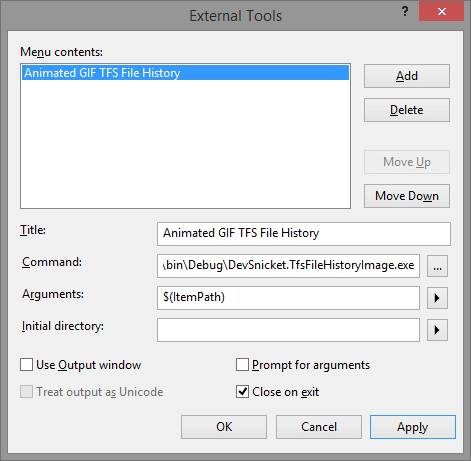 External Tools
?
Menu contents:
Animated GIF TFS File History
Add
Delete
Move Up
Move Down
Title:
Animated GIF TFS File History
Command:
\bin\Debug\DevSnicket.TfsFileHistoryImage.exe
...
Arguments:
$(ItemPath)
Initial directory:
Use Output window
Prompt for arguments
Treat output as Unicode
Close on exit
OK
Cancel
Apply